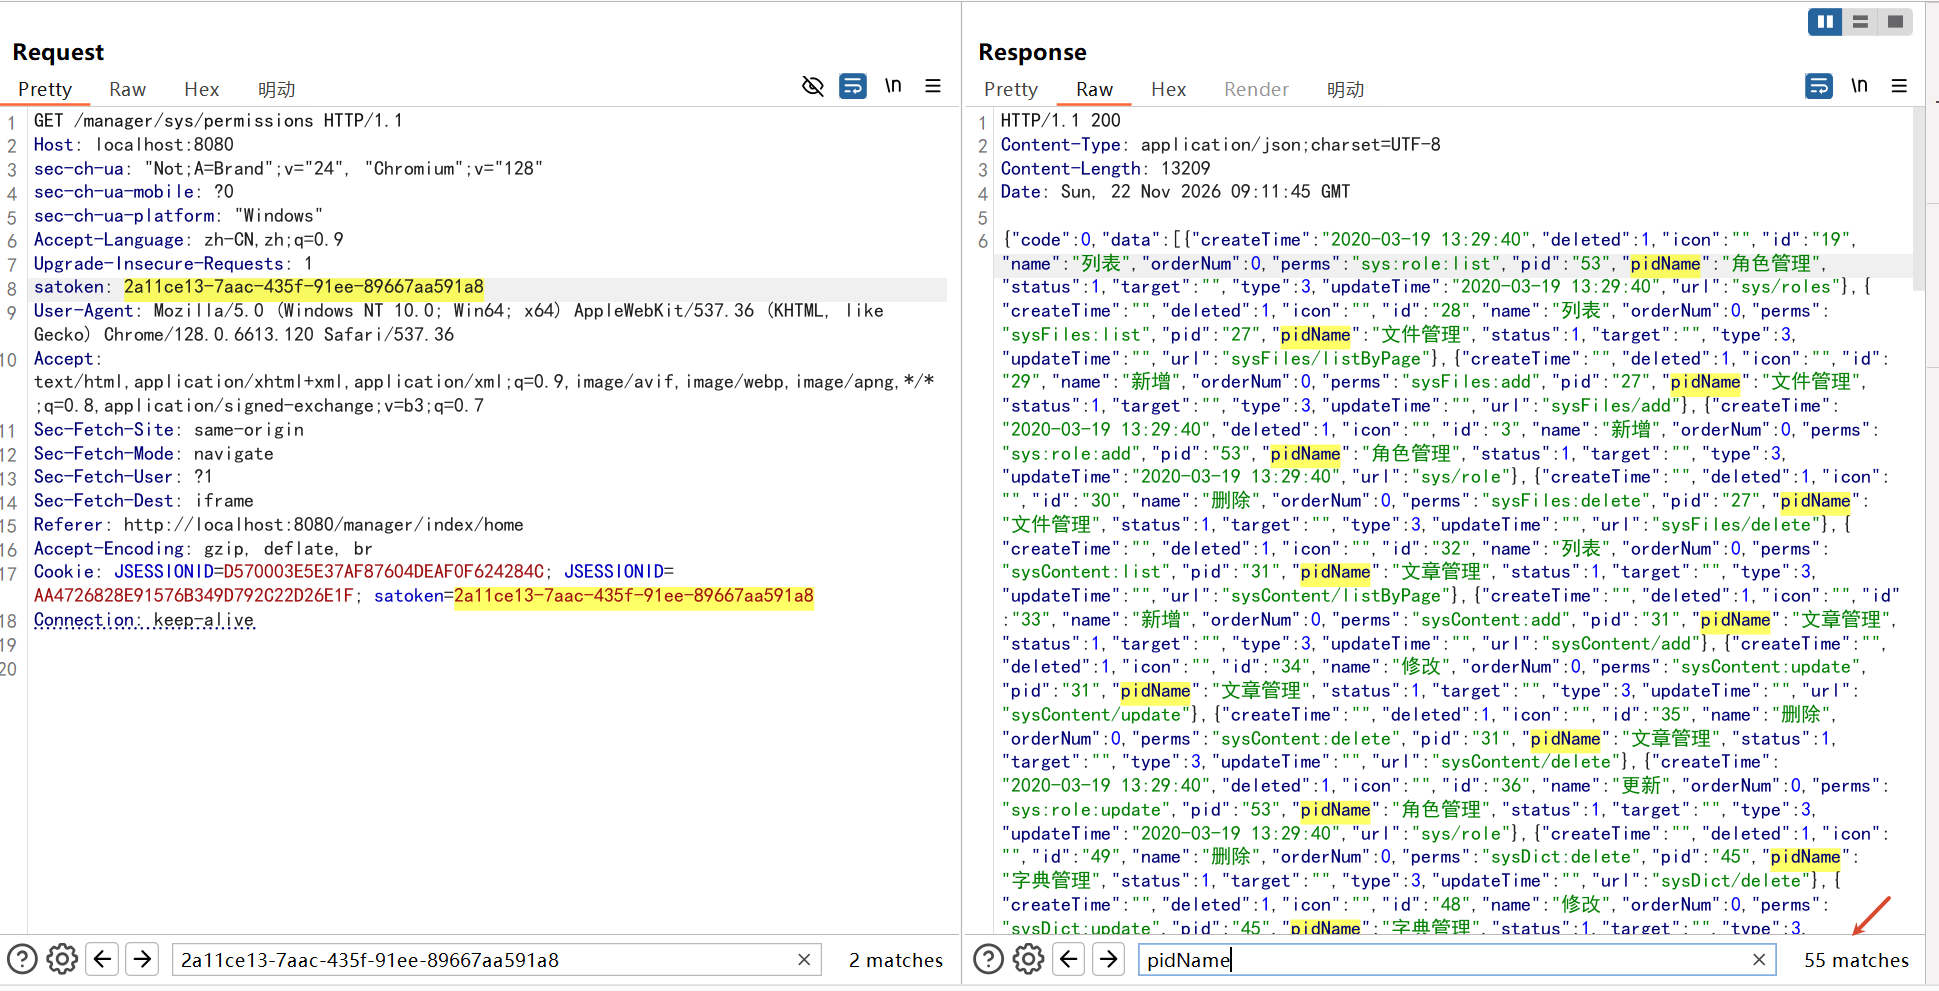 Request
Pretty Raw Hex 明动 \n
1 GET /manager/sys/permissions HTTP/1.1
2 Host: localhost:8080
3 sec-ch-ua: "Not;A=Brand";v="24", "Chromium";v="128"
4 sec-ch-ua-mobile: ?0
5 sec-ch-ua-platform: "Windows"
6 Accept-Language: zh-CN,zh;q=0.9
7 Upgrade-Insecure-Requests: 1
8 satoken: 2a11ce13-7aac-435f-91ee-89667aa591a8
9 User-Agent: Mozilla/5.0 (Windows NT 10.0; Win64; x64) AppleWebKit/537.36 (KHTML, like
Gecko) Chrome/128.0.6613.120 Safari/537.36
10 Accept:
text/html,application/xhtml+xml,application/xml;q=0.9,image/avif,image/webp,image/apng,*/*
;q=0.8,application/signed-exchange;v=b3;q=0.7
11 Sec-Fetch-Site: same-origin
12 Sec-Fetch-Mode: navigate
13 Sec-Fetch-User: ?1
14 Sec-Fetch-Dest: iframe
15 Referer: http://localhost:8080/manager/index/home
16 Accept-Encoding: gzip, deflate, br
17 Cookie: JSESSIONID=D570003E5E37AF87604DEAF0F624284C; JSESSIONID=
AA4726828E91576B349D792C22D26E1F; satoken=2a11ce13-7aac-435f-91ee-89667aa591a8
18 Connection: keep-alive
19
20
2a11ce13-7aac-435f-91ee-89667aa591a8 2 matches
Response
Pretty Raw Hex Render 明动 \n
1 HTTP/1.1 200
2 Content-Type: application/json;charset=UTF-8
3 Content-Length: 13209
4 Date: Sun, 22 Nov 2026 09:11:45 GMT
5
6 {"code":0,"data":[{"createTime":"2020-03-19 13:29:40","deleted":1,"icon":"","id":"19",
"name":"列表","orderNum":0,"perms":"sys:role:list","pid":"53","pidName":"角色管理",
"status":1,"target":"","type":3,"updateTime":"2020-03-19 13:29:40","url":"sys/roles"},{
"createTime":"","deleted":1,"icon":"","id":"28","name":"列表","orderNum":0,"perms":
"sysFiles:list","pid":"27","pidName":"文件管理","status":1,"target":"","type":3,
"updateTime":"","url":"sysFiles/listByPage"},{"createTime":"","deleted":1,"icon":"","id":
"29","name":"新增","orderNum":0,"perms":"sysFiles:add","pid":"27","pidName":"文件管理",
"status":1,"target":"","type":3,"updateTime":"","url":"sysFiles/add"},{"createTime":
"2020-03-19 13:29:40","deleted":1,"icon":"","id":"3","name":"新增","orderNum":0,"perms":
"sys:role:add","pid":"53","pidName":"角色管理","status":1,"target":"","type":3,
"updateTime":"2020-03-19 13:29:40","url":"sys/role"},{"createTime":"","deleted":1,"icon":
"","id":"30","name":"删除","orderNum":0,"perms":"sysFiles:delete","pid":"27","pidName":
"文件管理","status":1,"target":"","type":3,"updateTime":"","url":"sysFiles/delete"},{
"createTime":"","deleted":1,"icon":"","id":"32","name":"列表","orderNum":0,"perms":
"sysContent:list","pid":"31","pidName":"文章管理","status":1,"target":"","type":3,
"updateTime":"","url":"sysContent/listByPage"},{"createTime":"","deleted":1,"icon":"","id"
:"33","name":"新增","orderNum":0,"perms":"sysContent:add","pid":"31","pidName":"文章管理",
"status":1,"target":"","type":3,"updateTime":"","url":"sysContent/add"},{"createTime":"",
"deleted":1,"icon":"","id":"34","name":"修改","orderNum":0,"perms":"sysContent:update",
"pid":"31","pidName":"文章管理","status":1,"target":"","type":3,"updateTime":"","url":
"sysContent/update"},{"createTime":"","deleted":1,"icon":"","id":"35","name":"删除",
"orderNum":0,"perms":"sysContent:delete","pid":"31","pidName":"文章管理","status":1,
"target":"","type":3,"updateTime":"","url":"sysContent/delete"},{"createTime":
"2020-03-19 13:29:40","deleted":1,"icon":"","id":"36","name":"更新","orderNum":0,"perms":
"sys:role:update","pid":"53","pidName":"角色管理","status":1,"target":"","type":3,
"updateTime":"2020-03-19 13:29:40","url":"sys/role"},{"createTime":"","deleted":1,"icon":
"","id":"49","name":"删除","orderNum":0,"perms":"sysDict:delete","pid":"45","pidName":
"字典管理","status":1,"target":"","type":3,"updateTime":"","url":"sysDict/delete"},{
"createTime":"","deleted":1,"icon":"","id":"48","name":"修改","orderNum":0,"perms":
"sysDict:update","pid":"45","pidName":"字典管理","status":1,"target":"","type":3,
pidName 55 matches